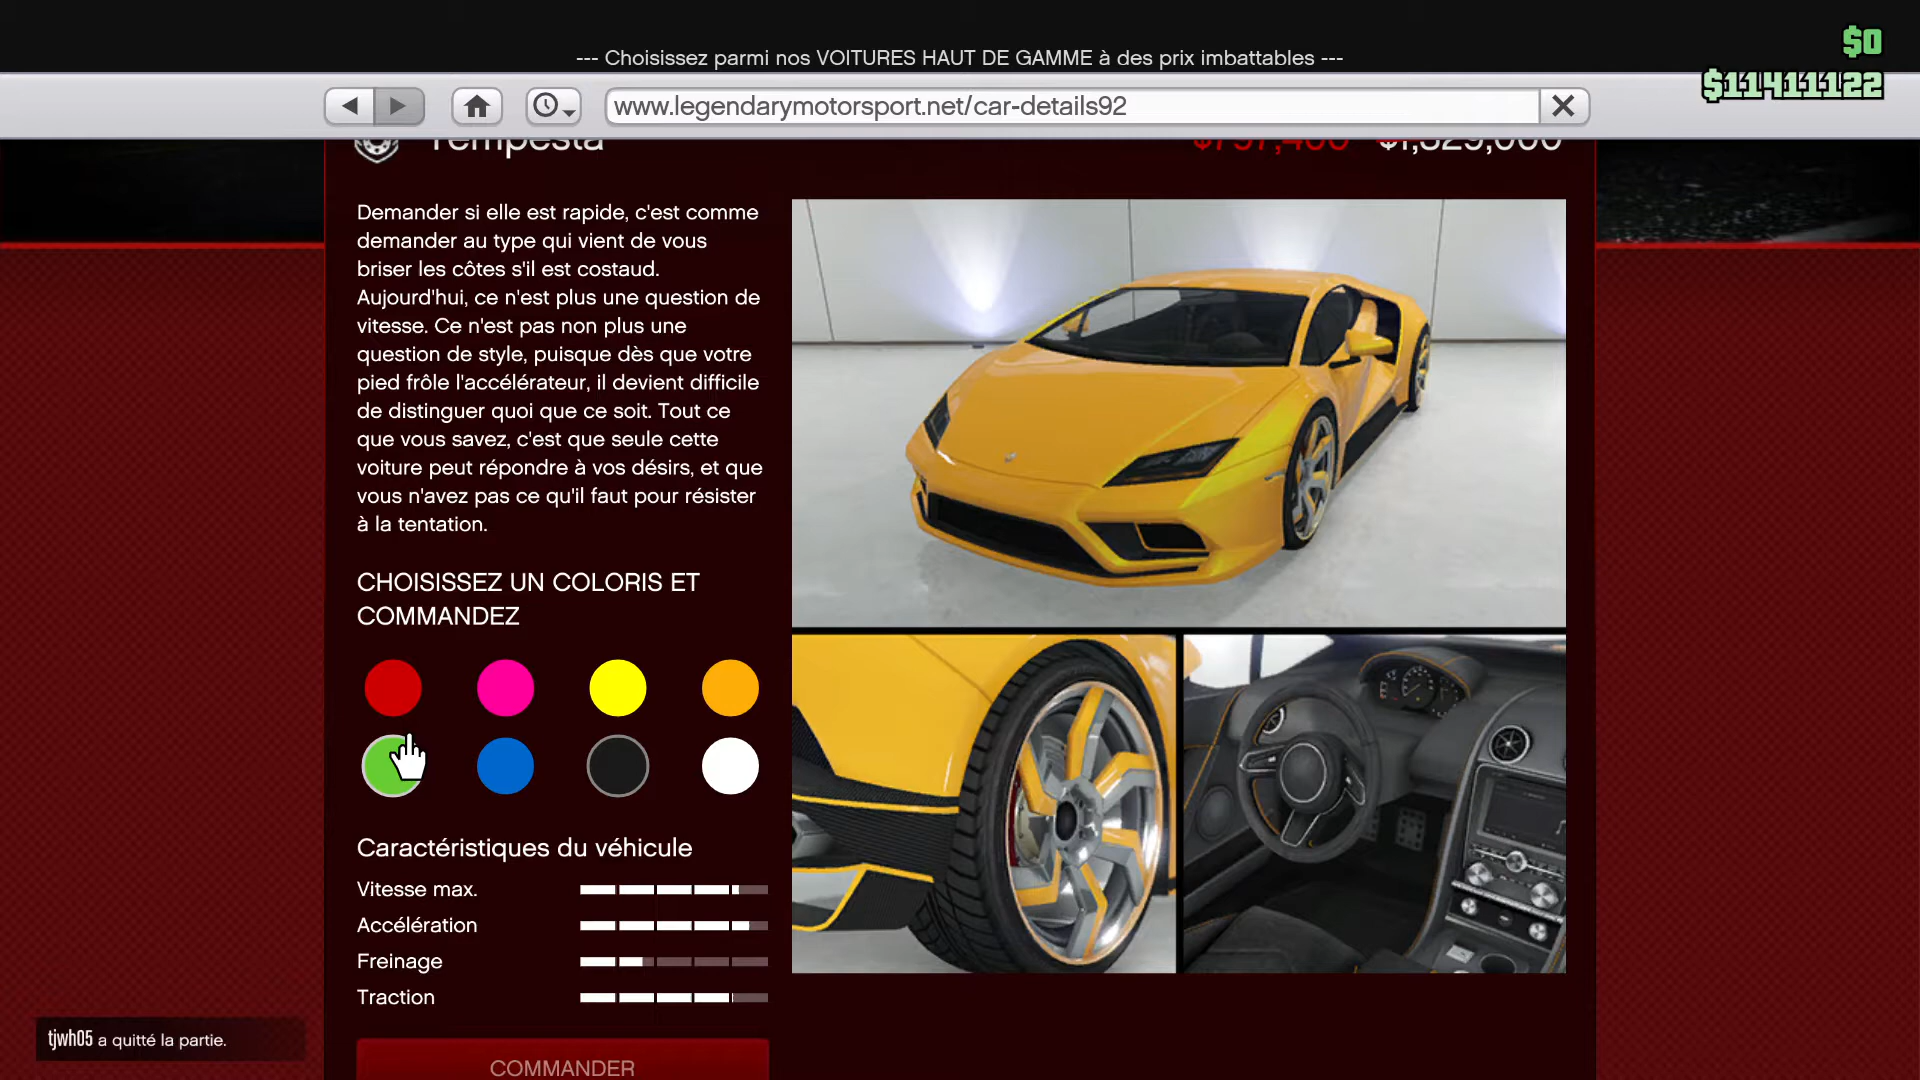 --- Choisissez parmi nos VOITURES HAUT DE GAMME à des prix imbattables ---
$0
$11411122
www.legendarymotorsport.net/car-details92
Tempesta
$1,329,000
Demander si elle est rapide, c'est comme
demander au type qui vient de vous
briser les côtes s'il est costaud.
Aujourd'hui, ce n'est plus une question de
vitesse. Ce n'est pas non plus une
question de style, puisque dès que votre
pied frôle l'accélérateur, il devient difficile
de distinguer quoi que ce soit. Tout ce
que vous savez, c'est que seule cette
voiture peut répondre à vos désirs, et que
vous n'avez pas ce qu'il faut pour résister
à la tentation.
CHOISISSEZ UN COLORIS ET
COMMANDEZ
Caractéristiques du véhicule
Vitesse max.
Accélération
Freinage
Traction
COMMANDER
tjwh05 a quitté la partie.